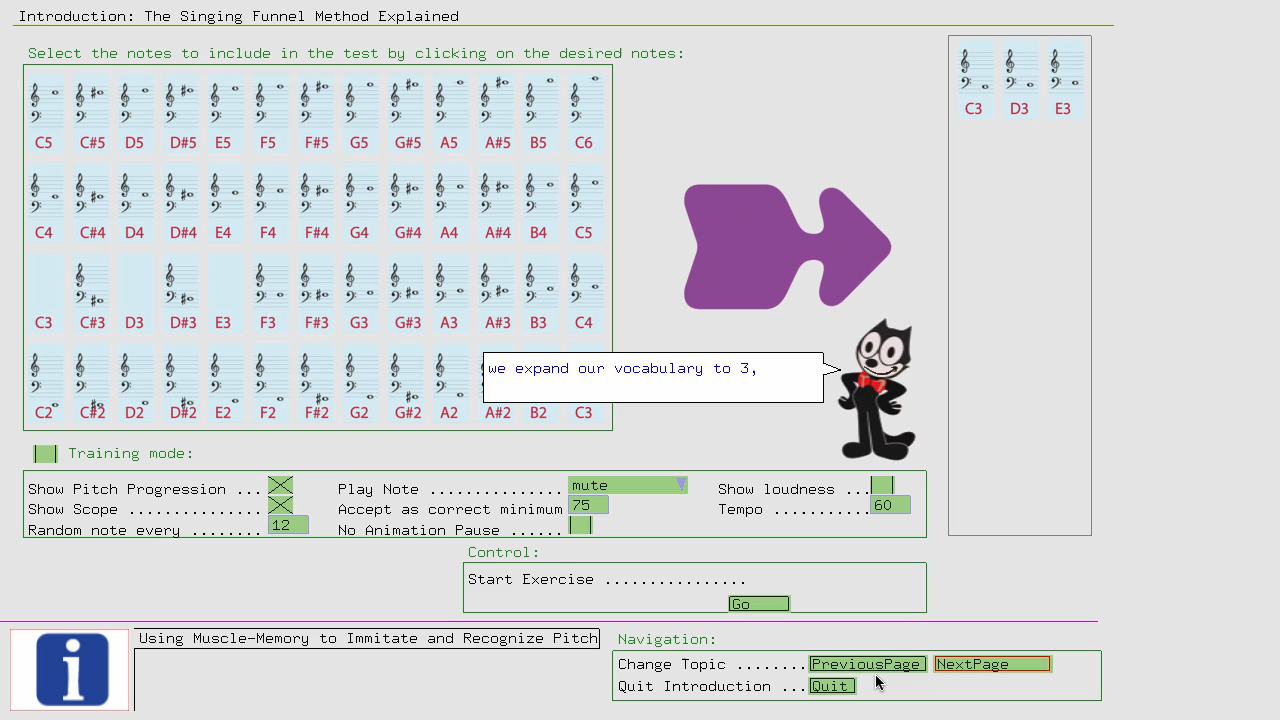 Introduction: The Singing Funnel Method Explained
Select the notes to include in the test by clicking on the desired notes:
C5 C#5 D5 D#5 E5 F5 F#5 G5 G#5 A5 A#5 B5 C6
C4 C#4 D4 D#4 E4 F4 F#4 G4 G#4 A4 A#4 B4 C5
C3 C#3 D3 D#3 E3 F3 F#3 G3 G#3 A3 A#3 B3 C4
C2 C#2 D2 D#2 E2 F2 F#2 G2 G#2 A2 A#2 B2 C3
C3 D3 E3
we expand our vocabulary to 3,
Training mode:
Show Pitch Progression ...
Play Note ..............
mute
Show loudness ...
Show Scope ...............
Accept as correct minimum
75
Tempo ...........
60
Random note every ........
12
No Animation Pause ......
Control:
Start Exercise ................
Go
Using Muscle-Memory to Immitate and Recognize Pitch
Navigation:
Change Topic ........
PreviousPage
NextPage
Quit Introduction ...
Quit